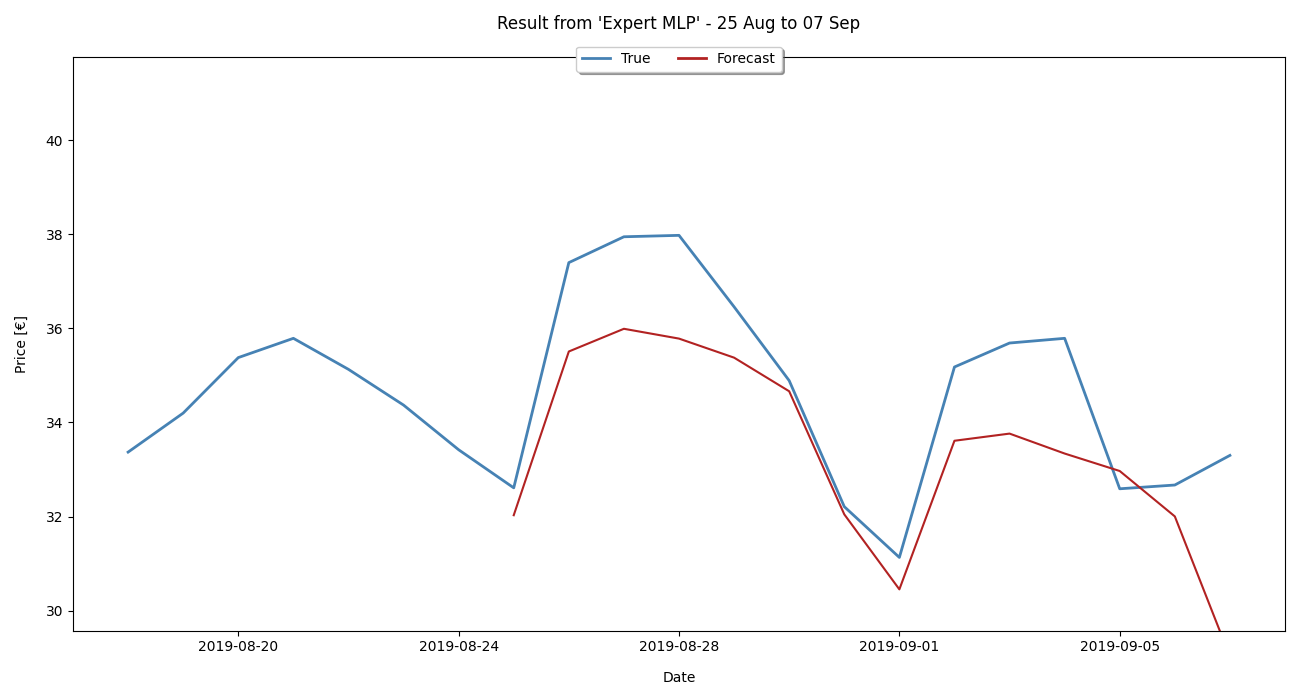 Result from 'Expert MLP' - 25 Aug to 07 Sep
True Forecast
Price [€]
40
38
36
34
32
30
2019-08-20 2019-08-24 2019-08-28 2019-09-01 2019-09-05
Date